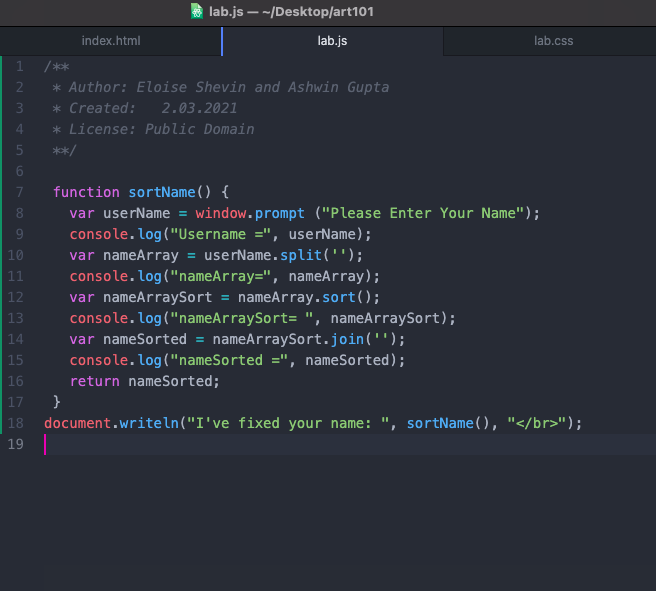 lab.js — ~/Desktop/art101
index.html lab.js lab.css
1 /**
2 * Author: Eloise Shevin and Ashwin Gupta
3 * Created:   2.03.2021
4 * License: Public Domain
5 **/
6
7 function sortName() {
8 var userName = window.prompt ("Please Enter Your Name");
9 console.log("Username =", userName);
10 var nameArray = userName.split('');
11 console.log("nameArray=", nameArray);
12 var nameArraySort = nameArray.sort();
13 console.log("nameArraySort= ", nameArraySort);
14 var nameSorted = nameArraySort.join('');
15 console.log("nameSorted =", nameSorted);
16 return nameSorted;
17 }
18 document.writeln("I've fixed your name: ", sortName(), "</br>");
19